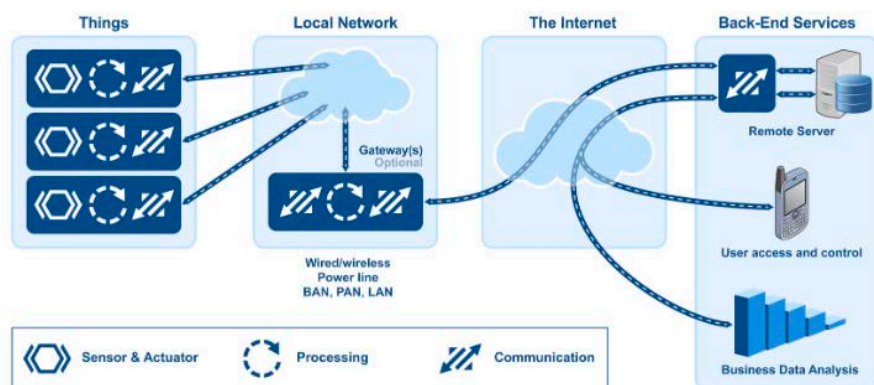 Things
Local Network
The Internet
Back-End Services
Gateway(s)
Optional
Remote Server
Wired/wireless
Power line
BAN, PAN, LAN
User access and control
Business Data Analysis
Sensor & Actuator
Processing
Communication